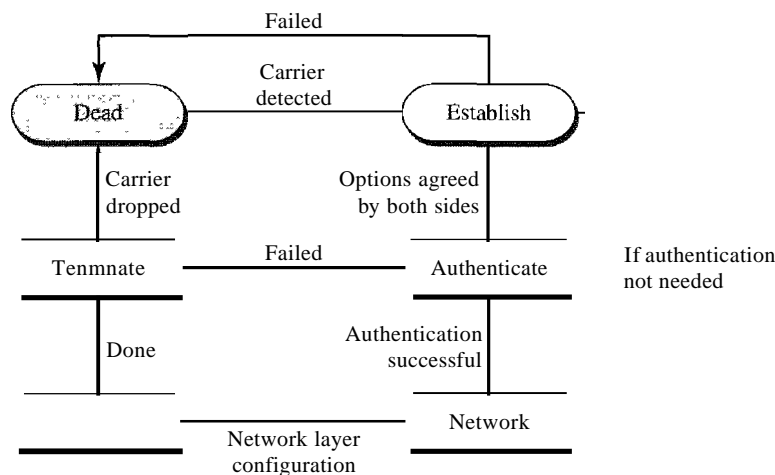 Failed
Carrier
detected
Dead
Establish
Carrier
dropped
Options agreed
by both sides
Tenmnate
Failed
Authenticate
If authentication
not needed
Done
Authentication
successful
Network
Network layer
configuration